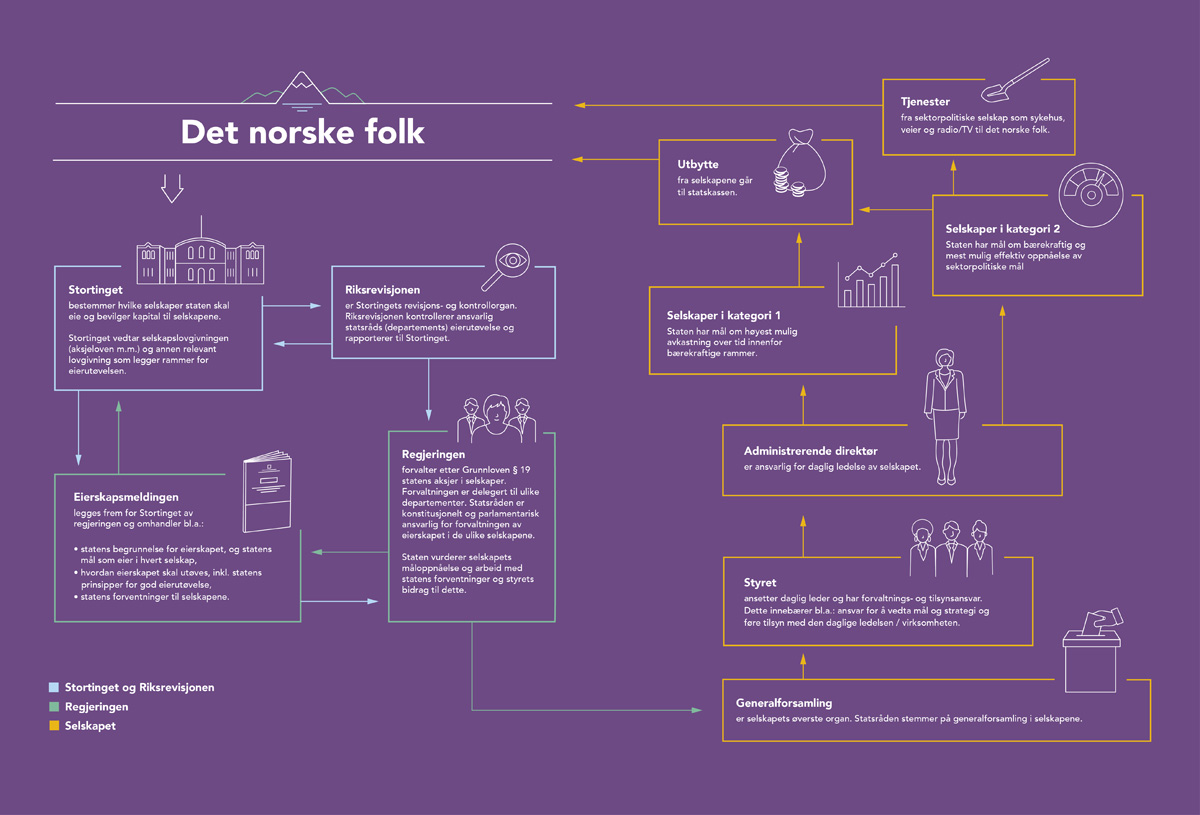 Det norske folk
Stortinget
bestemmer hvilke selskaper staten skal
eie og bevilger kapital til selskapene.
Stortinget vedtar selskapslovgivningen
(aksjeloven m.m.) og annen relevant
lovgivning som legger rammer for
eierutøvelsen.
Riksrevisjonen
er Stortingets revisjons- og kontrollorgan.
Riksrevisjonen kontrollerer ansvarlig
statsråds (departements) eierutøvelse og
rapporterer til Stortinget.
Eierskapsmeldingen
legges frem for Stortinget av
regjeringen og omhandler bl.a.:
• statens begrunnelse for eierskapet, og statens
mål som eier i hvert selskap,
• hvordan eierskapet skal utøves, inkl. statens
prinsipper for god eierutøvelse,
• statens forventninger til selskapene.
Regjeringen
forvalter etter Grunnloven § 19
statens aksjer i selskaper.
Forvaltningen er delegert til ulike
departementer. Statsråden er
konstitusjonelt og parlamentarisk
ansvarlig for forvaltningen av
eierskapet i de ulike selskapene.
Staten vurderer selskapets
måloppnåelse og arbeid med
statens forventninger og styrets
bidrag til dette.
Stortinget og Riksrevisjonen
Regjeringen
Selskapet
Tjenester
fra sektorpolitiske selskap som sykehus,
veier og radio/TV til det norske folk.
Utbytte
fra selskapene går
til statskassen.
Selskaper i kategori 2
Staten har mål om bærekraftig og
mest mulig effektiv oppnåelse av
sektorpolitiske mål
Selskaper i kategori 1
Staten har mål om høyest mulig
avkastning over tid innenfor
bærekraftige rammer.
Administrerende direktør
er ansvarlig for daglig ledelse av selskapet.
Styret
ansetter daglig leder og har forvaltnings- og tilsynsansvar.
Dette innebærer bl.a.: ansvar for å vedta mål og strategi og
føre tilsyn med den daglige ledelsen / virksomheten.
Generalforsamling
er selskapets øverste organ. Statsråden stemmer på generalforsamling i selskapene.